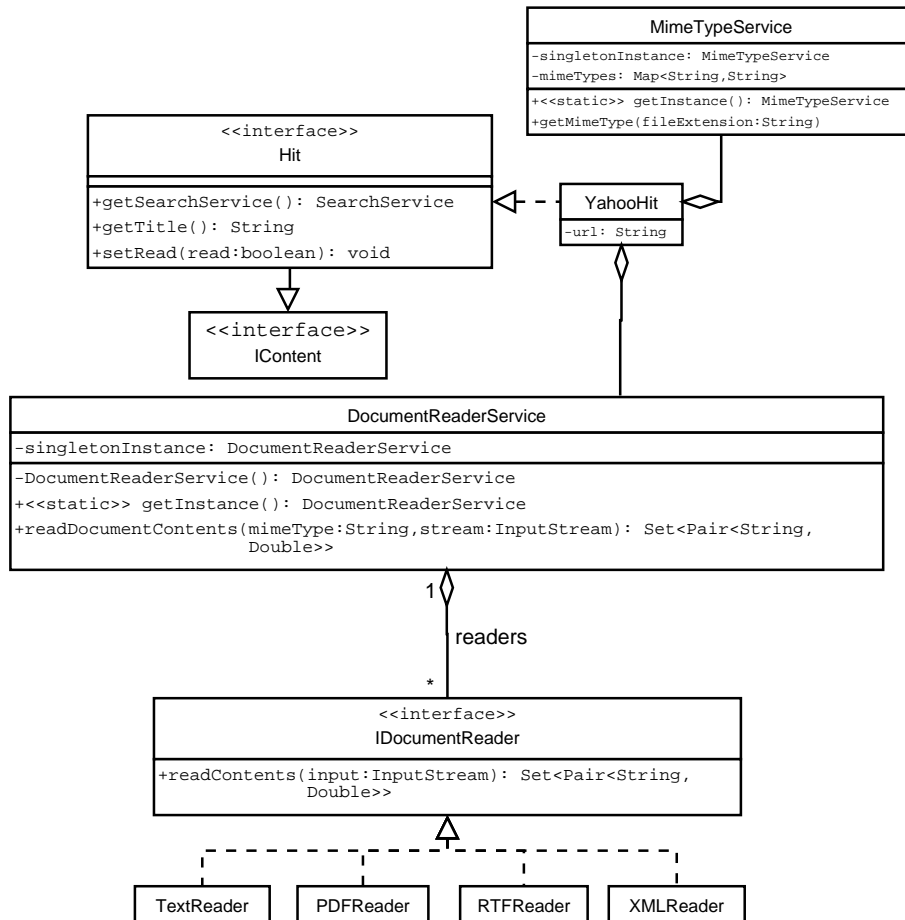 MimeTypeService
-singletonInstance: MimeTypeService
-mimeTypes: Map<String,String>
+<<static>> getInstance(): MimeTypeService
+getMimeType(fileExtension:String)
<<interface>>
Hit
+getSearchService(): SearchService
+getTitle(): String
+setRead(read:boolean): void
YahooHit
-url: String
<<interface>>
IContent
DocumentReaderService
-singletonInstance: DocumentReaderService
-DocumentReaderService(): DocumentReaderService
+<<static>> getInstance(): DocumentReaderService
+readDocumentContents(mimeType:String,stream:InputStream): Set<Pair<String,
Double>>
1
readers
*
<<interface>>
IDocumentReader
+readContents(input:InputStream): Set<Pair<String,
Double>>
TextReader
PDFReader
RTFReader
XMLReader